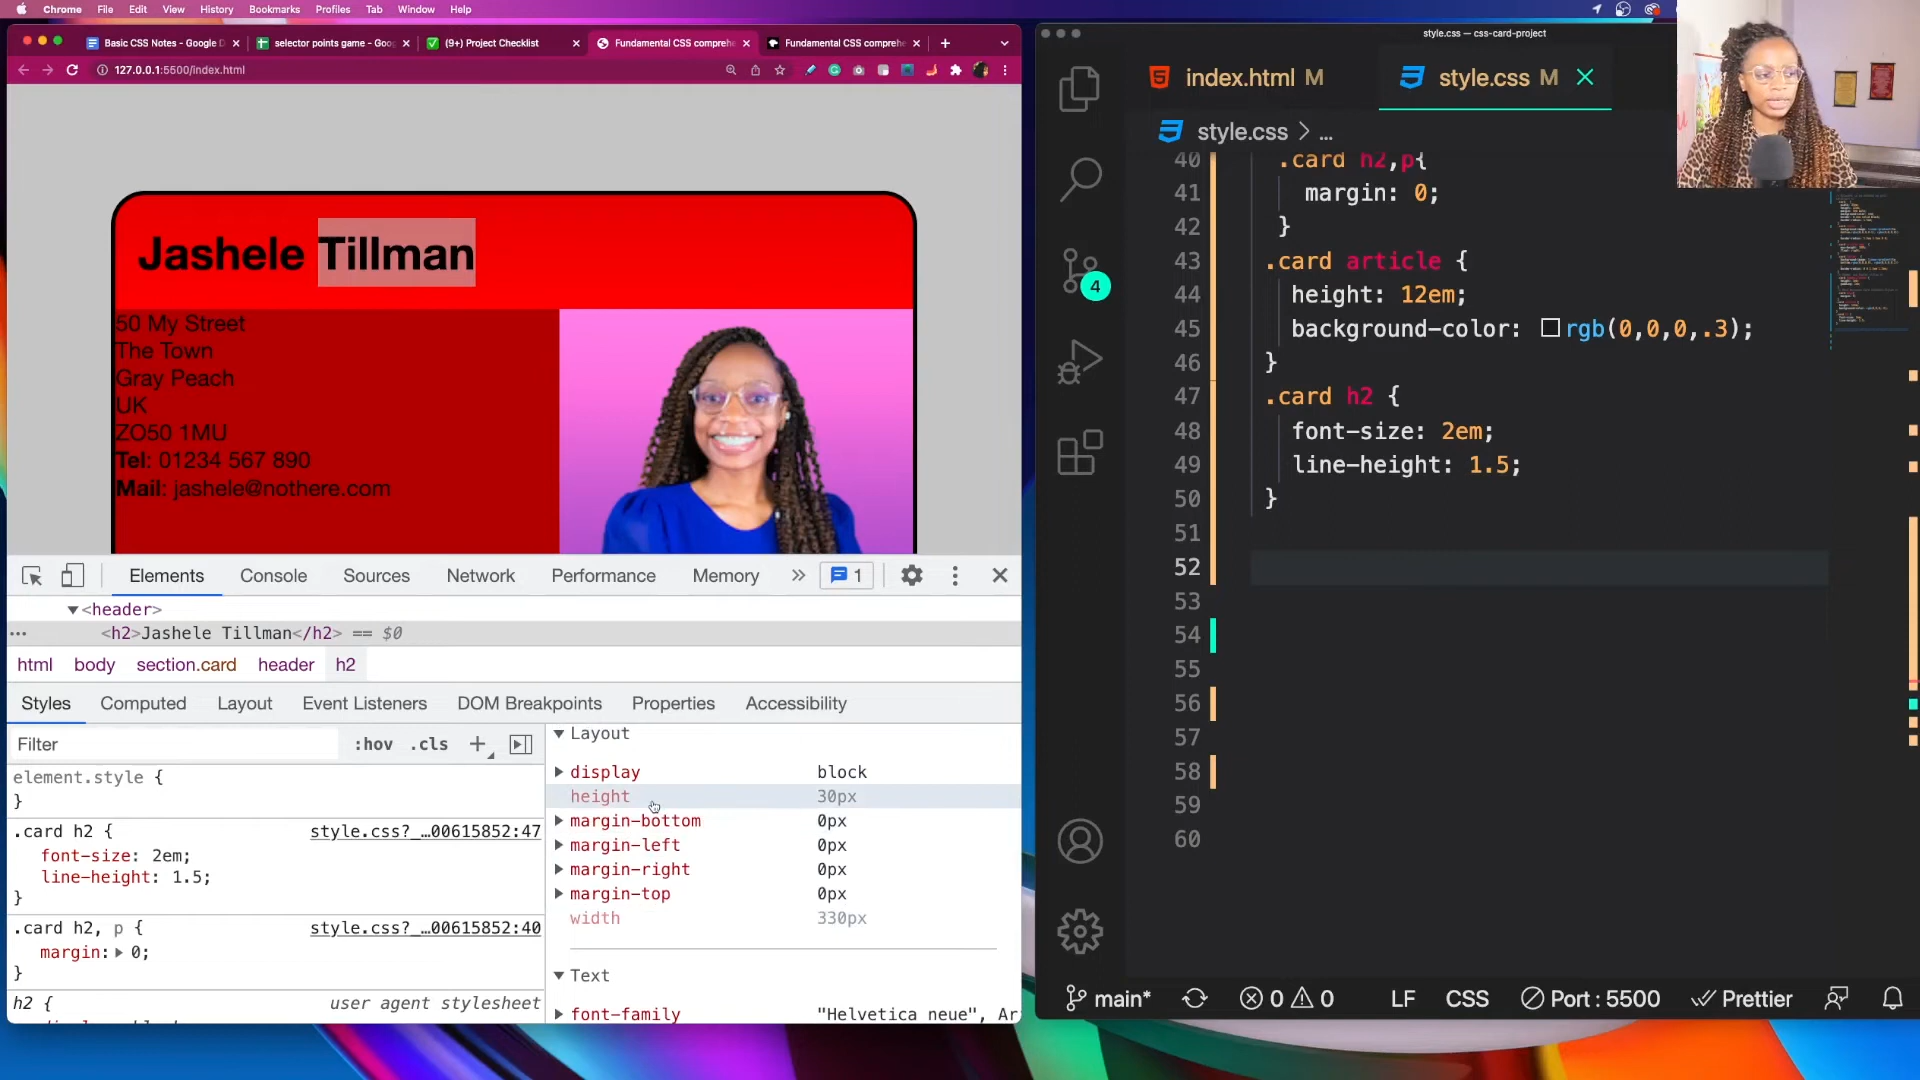 Chrome File Edit View History Bookmarks Profiles Tab Window Help
Basic CSS Notes - Google D
selector points game - Goog
(9+) Project Checklist
Fundamental CSS comprehe
Fundamental CSS comprehe
127.0.0.1:5500/index.html
Jashele Tillman
50 My Street
The Town
Gray Peach
UK
ZO50 1MU
Tel: 01234 567 890
Mail: jashele@nothere.com
Elements Console Sources Network Performance Memory » 1
▼<header>
••• <h2>Jashele Tillman</h2> == $0
html body section.card header h2
Styles Computed Layout Event Listeners DOM Breakpoints Properties Accessibility
Filter :hov .cls +
element.style {
}
.card h2 { style.css?_…00615852:47
font-size: 2em;
line-height: 1.5;
}
.card h2, p { style.css?_…00615852:40
margin: 0;
}
h2 { user agent stylesheet
Layout
display block
height 30px
margin-bottom 0px
margin-left 0px
margin-right 0px
margin-top 0px
width 330px
Text
font-family "Helvetica neue", Ar
style.css — css-card-project
index.html M
style.css M
style.css > ...
40 .card h2,p{
41 margin: 0;
42 }
43 .card article {
44 height: 12em;
45 background-color: rgb(0,0,0,.3);
46 }
47 .card h2 {
48 font-size: 2em;
49 line-height: 1.5;
50 }
51
52
53
54
55
56
57
58
59
60
4
main* 0 0 LF CSS Port : 5500 Prettier